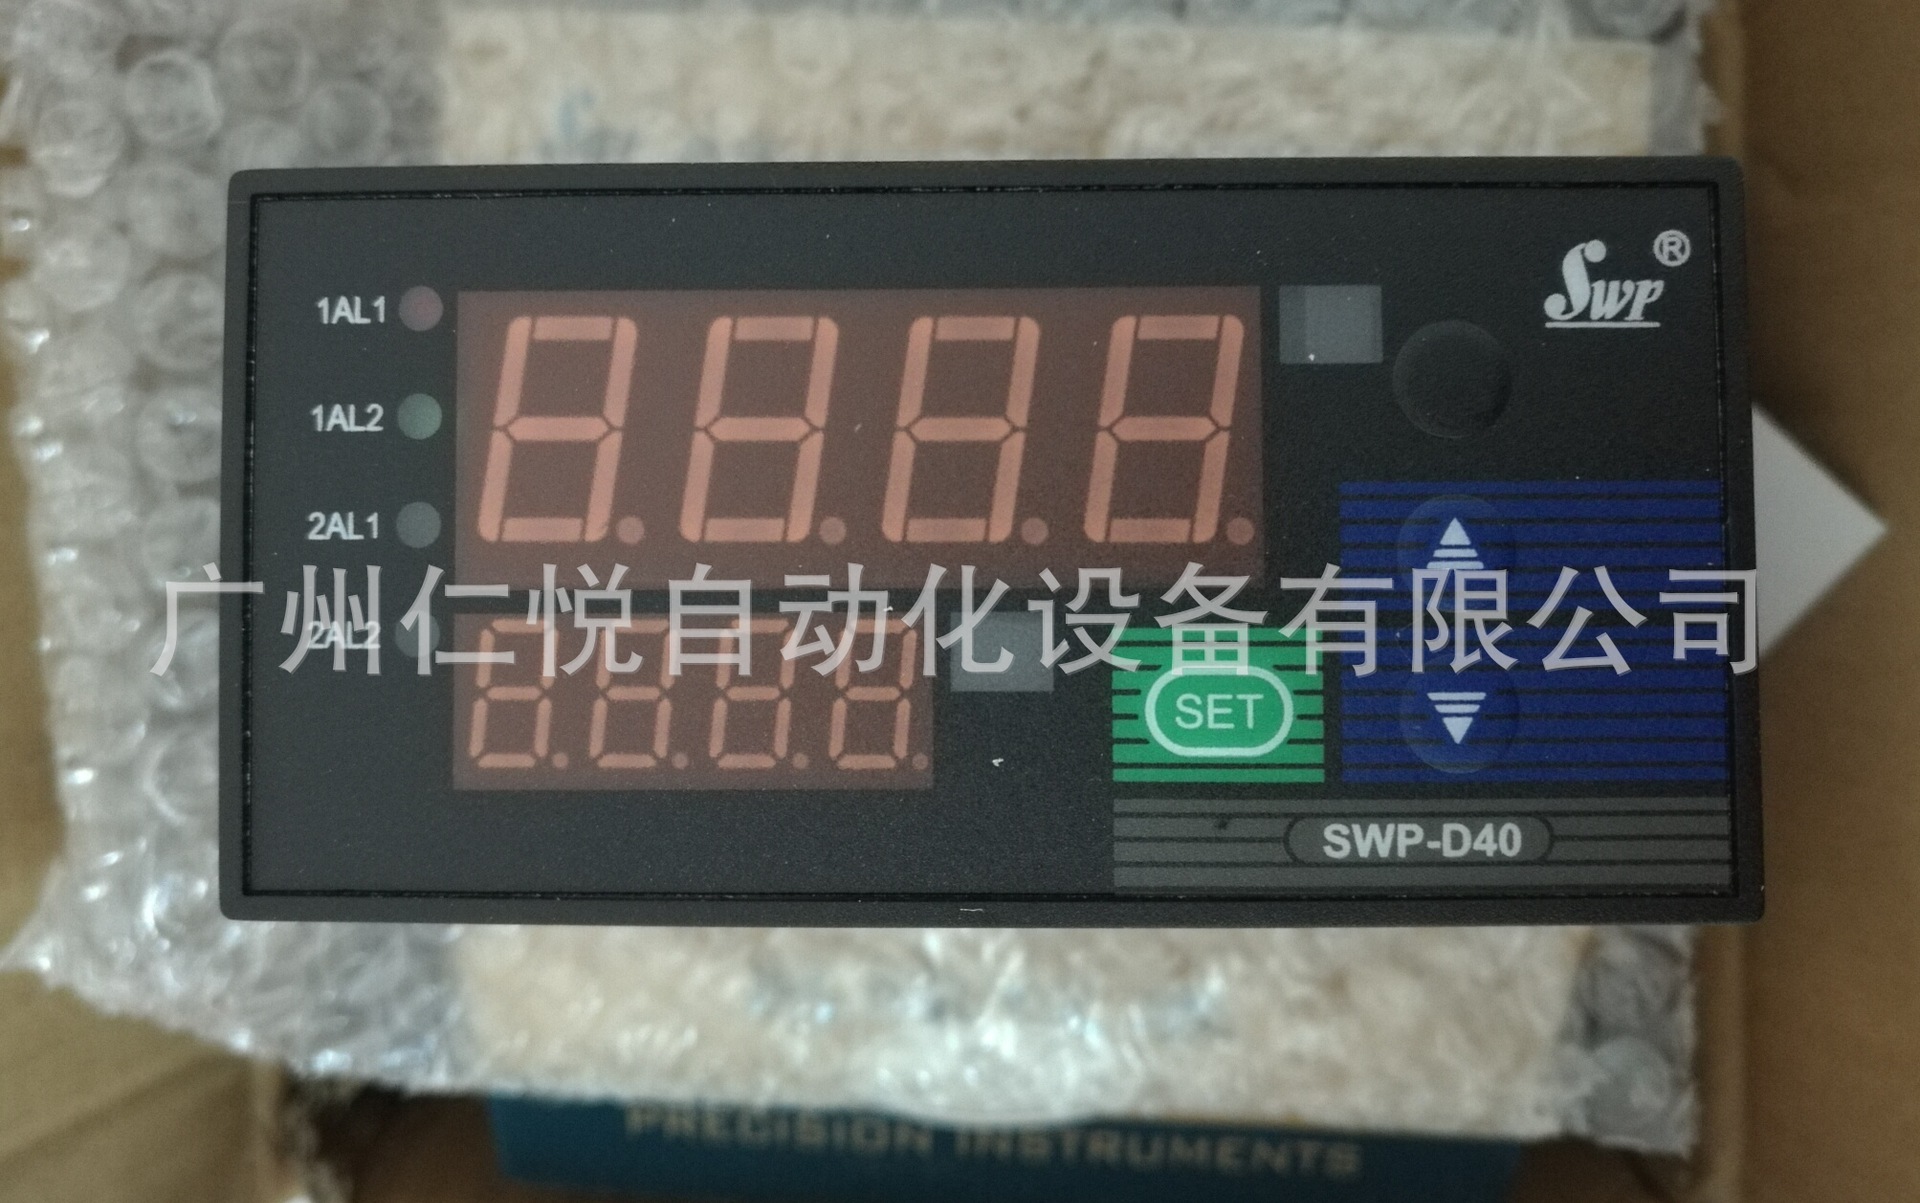 SWP®
1AL1
1AL2
2AL1
2AL2
广州仁悦自动化设备有限公司
SET
SWP-D40
PRECISION INSTRUMENTS